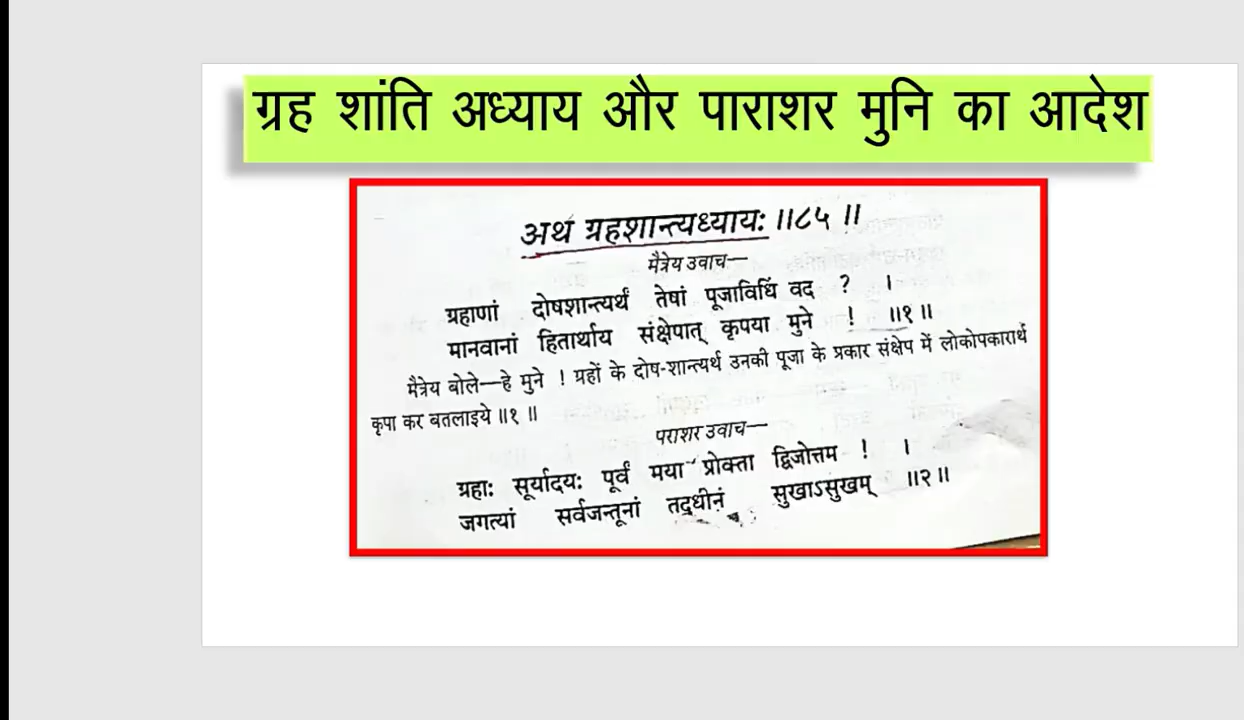 ग्रह शांति अध्याय और पाराशर मुनि का आदेश
अथ ग्रहशान्त्यध्यायः ॥८५॥
मैत्रेय उवाच—
ग्रहाणां दोषशान्त्यर्थं तेषां पूजाविधिं वद ? ।
मानवानां हितार्थाय संक्षेपात् कृपया मुने ! ॥१॥
मैत्रेय बोले—हे मुने ! ग्रहों के दोष-शान्त्यर्थ उनकी पूजा के प्रकार संक्षेप में लोकोपकारार्थ
कृपा कर बतलाइये ॥१॥
पराशर उवाच—
ग्रहाः सूर्यादयः पूर्वं मया प्रोक्ता द्विजोत्तम ! ।
जगत्यां सर्वजन्तूनां तदधीनं सुखाऽसुखम् ॥२॥